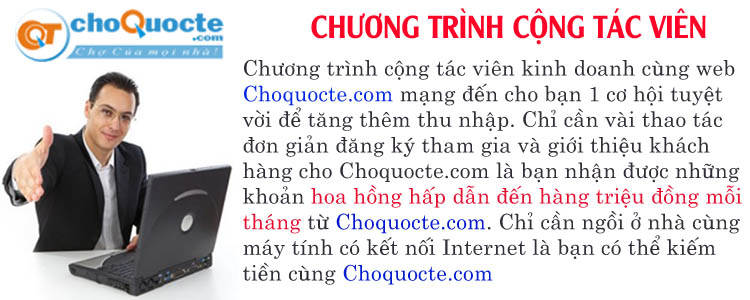 QT choQuocte
.com
Chợ Của mọi nhà!
CHƯƠNG TRÌNH CỘNG TÁC VIÊN
Chương trình cộng tác viên kinh doanh cùng web
Choquocte.com mạng đến cho bạn 1 cơ hội tuyệt
vời để tăng thêm thu nhập. Chỉ cần vài thao tác
đơn giản đăng ký tham gia và giới thiệu khách
hàng cho Choquocte.com là bạn nhận được những
khoản hoa hồng hấp dẫn đến hàng triệu đồng mỗi
tháng từ Choquocte.com. Chỉ cần ngồi ở nhà cùng
máy tính có kết nối Internet là bạn có thể kiếm
tiền cùng Choquocte.com